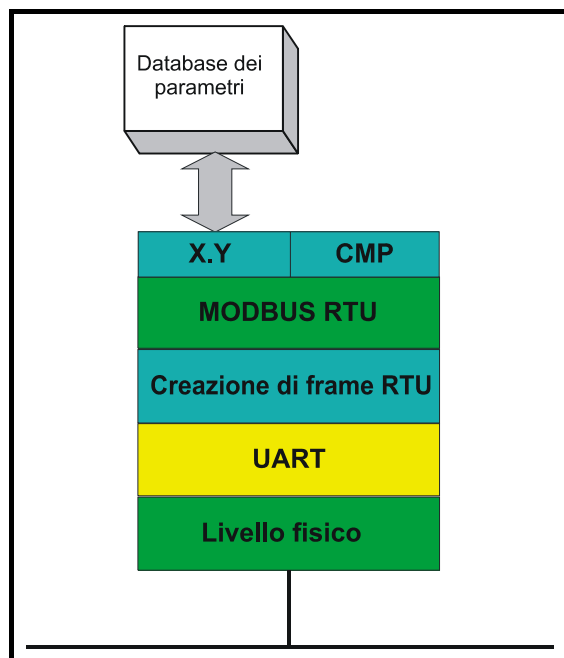 Database dei
parametri
X.Y
CMP
MODBUS RTU
Creazione di frame RTU
UART
Livello fisico